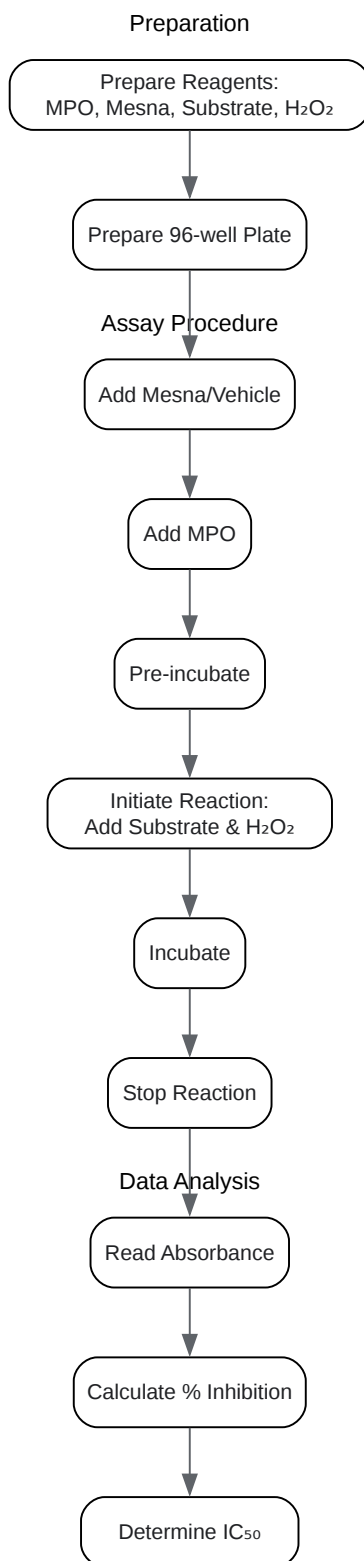 Preparation
Prepare Reagents:
MPO, Mesna, Substrate, H₂O₂
Prepare 96-well Plate
Assay Procedure
Add Mesna/Vehicle
Add MPO
Pre-incubate
Initiate Reaction:
Add Substrate & H₂O₂
Incubate
Stop Reaction
Data Analysis
Read Absorbance
Calculate % Inhibition
Determine IC₅₀